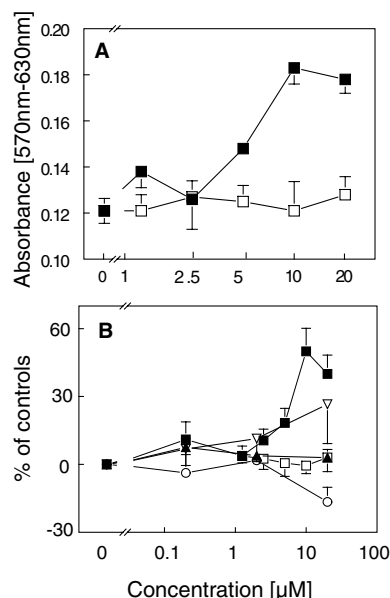 A
Absorbance [570nm-630nm]
0.20
0.18
0.16
0.14
0.12
0.10
0 1 2.5 5 10 20
B
% of controls
60
30
0
-30
0 0.1 1 10 100
Concentration [µM]